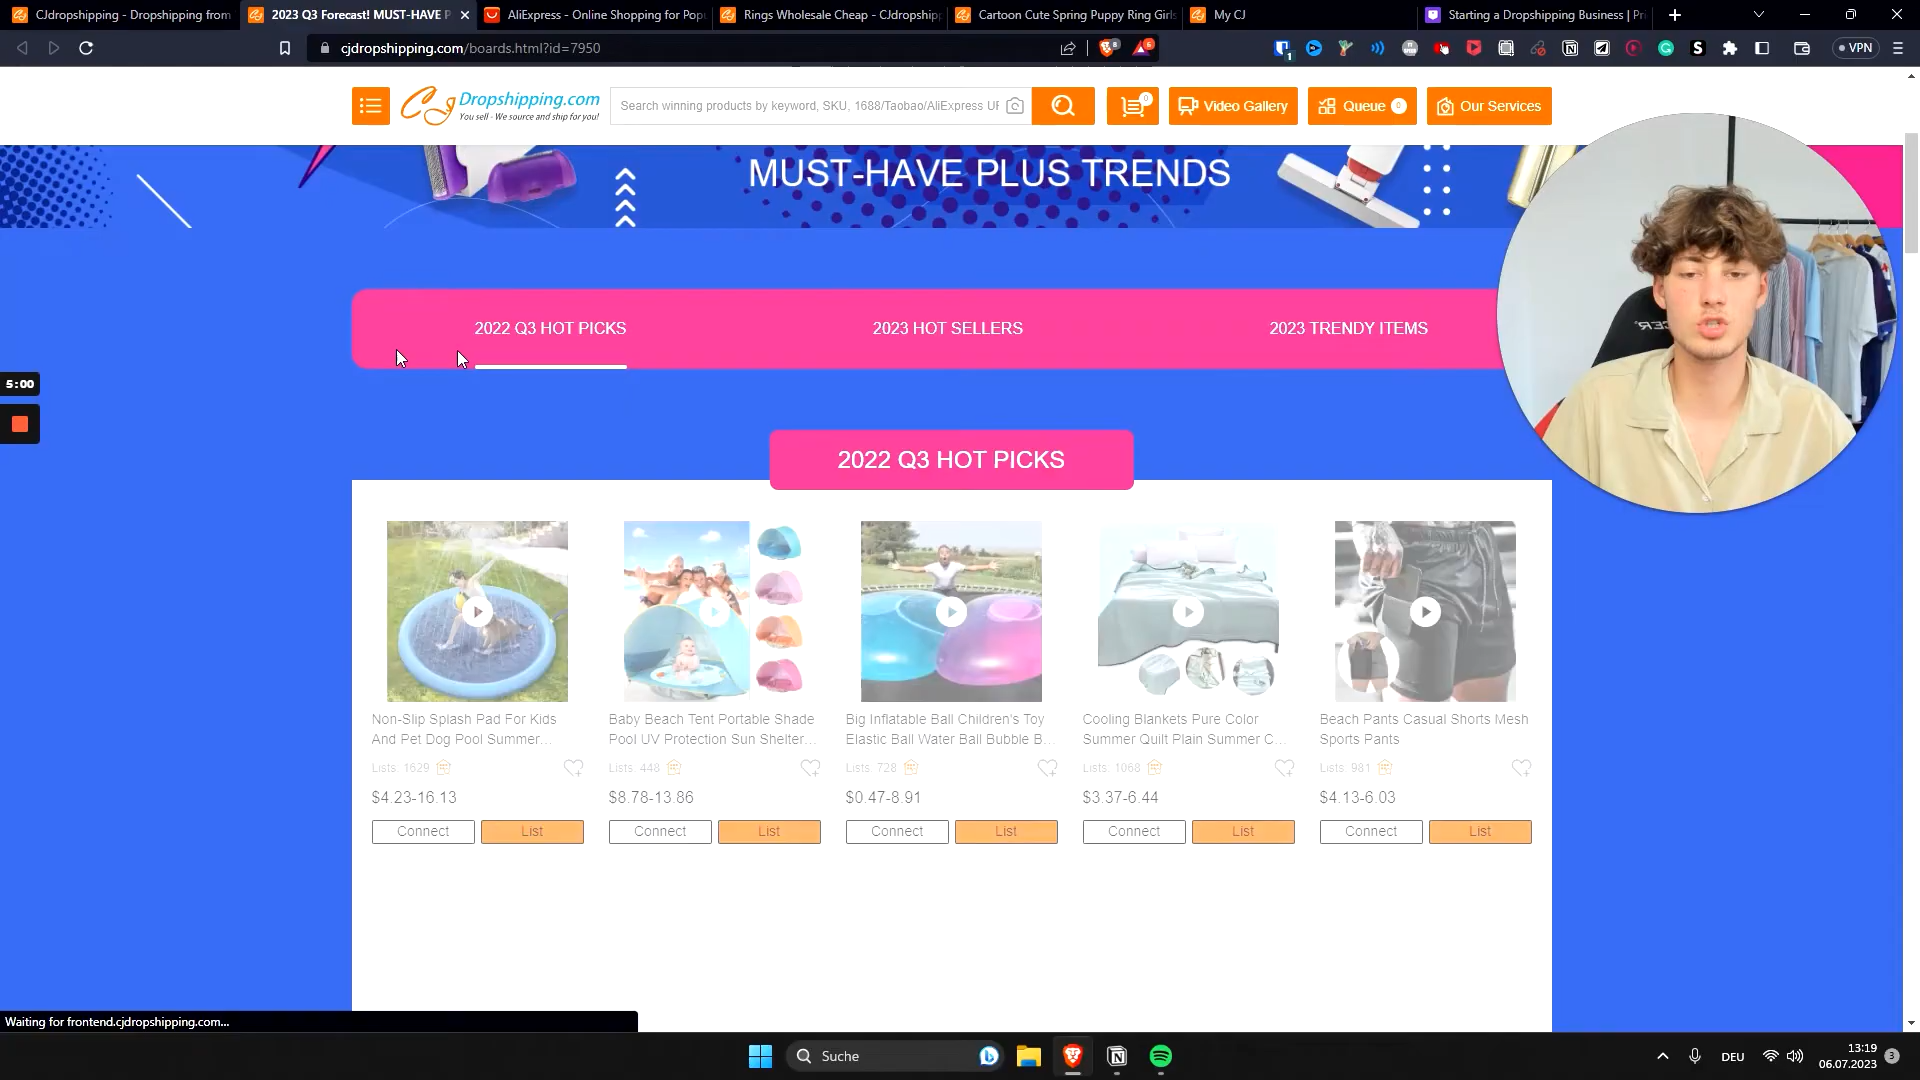 CJdropshipping - Dropshipping from
2023 Q3 Forecast! MUST-HAVE P
AliExpress - Online Shopping for Pop
Rings Wholesale Cheap - CJdropship
Cartoon Cute Spring Puppy Ring Girls
My CJ
Starting a Dropshipping Business | Pri
cjdropshipping.com/boards.html?id=7950
VPN
CJ Dropshipping.com
You sell - We source and ship for you!
Search winning products by keyword, SKU, 1688/Taobao/AliExpress UR
0
Video Gallery
Queue 0
Our Services
MUST-HAVE PLUS TRENDS
2022 Q3 HOT PICKS
2023 HOT SELLERS
2023 TRENDY ITEMS
5:00
2022 Q3 HOT PICKS
Non-Slip Splash Pad For Kids
And Pet Dog Pool Summer...
Lists: 1629
$4.23-16.13
Connect
List
Baby Beach Tent Portable Shade
Pool UV Protection Sun Shelter...
Lists: 448
$8.78-13.86
Connect
List
Big Inflatable Ball Children's Toy
Elastic Ball Water Ball Bubble B...
Lists: 728
$0.47-8.91
Connect
List
Cooling Blankets Pure Color
Summer Quilt Plain Summer C...
Lists: 1068
$3.37-6.44
Connect
List
Beach Pants Casual Shorts Mesh
Sports Pants
Lists: 981
$4.13-6.03
Connect
List
Waiting for frontend.cjdropshipping.com...
Suche
DEU
13:19
06.07.2023
3